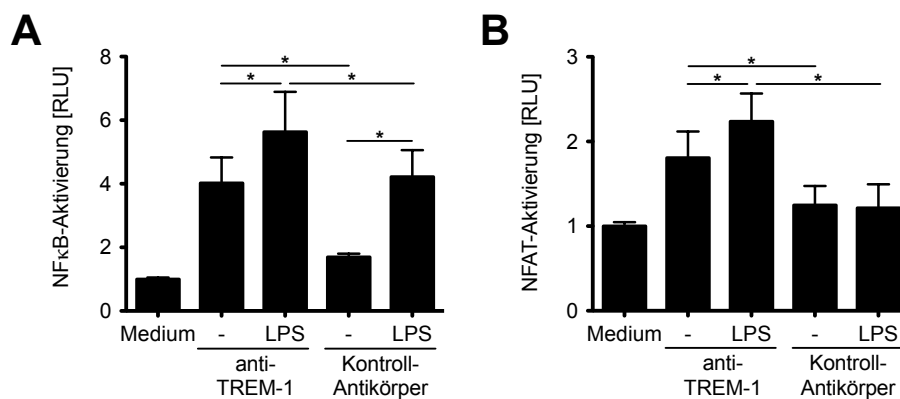 A
NFκB-Aktivierung [RLU]
8
6
4
2
0
* *
* *
*
Medium - LPS - LPS
anti-
TREM-1
Kontroll-
Antikörper
B
NFAT-Aktivierung [RLU]
3
2
1
0
*
* *
Medium - LPS - LPS
anti-
TREM-1
Kontroll-
Antikörper